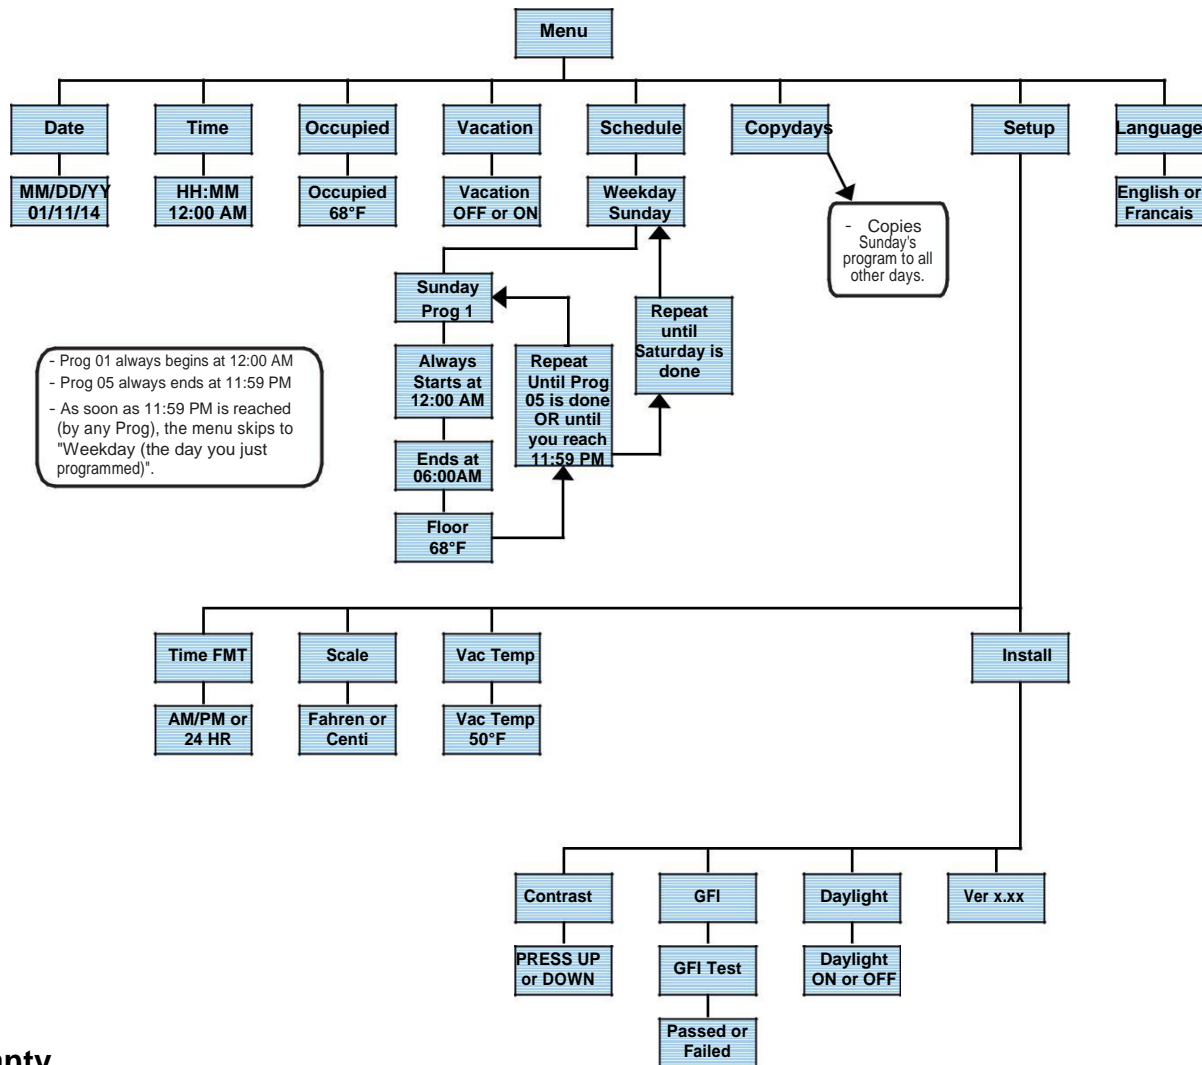 Menu
Date
Time
Occupied
Vacation
Schedule
Copydays
Setup
Language
MM/DD/YY
01/11/14
HH:MM
12:00 AM
Occupied
68°F
Vacation
OFF or ON
Weekday
Sunday
English or
Francais
- Copies
Sunday's
program to all
other days.
Sunday
Prog 1
Always
Starts at
12:00 AM
Ends at
06:00AM
Floor
68°F
Repeat
Until Prog
05 is done
OR until
you reach
11:59 PM
Repeat
until
Saturday is
done
- Prog 01 always begins at 12:00 AM
- Prog 05 always ends at 11:59 PM
- As soon as 11:59 PM is reached
(by any Prog), the menu skips to
"Weekday (the day you just
programmed)".
Time FMT
Scale
Vac Temp
Install
AM/PM or
24 HR
Fahren or
Centi
Vac Temp
50°F
Contrast
GFI
Daylight
Ver x.xx
PRESS UP
or DOWN
GFI Test
Daylight
ON or OFF
Passed or
Failed